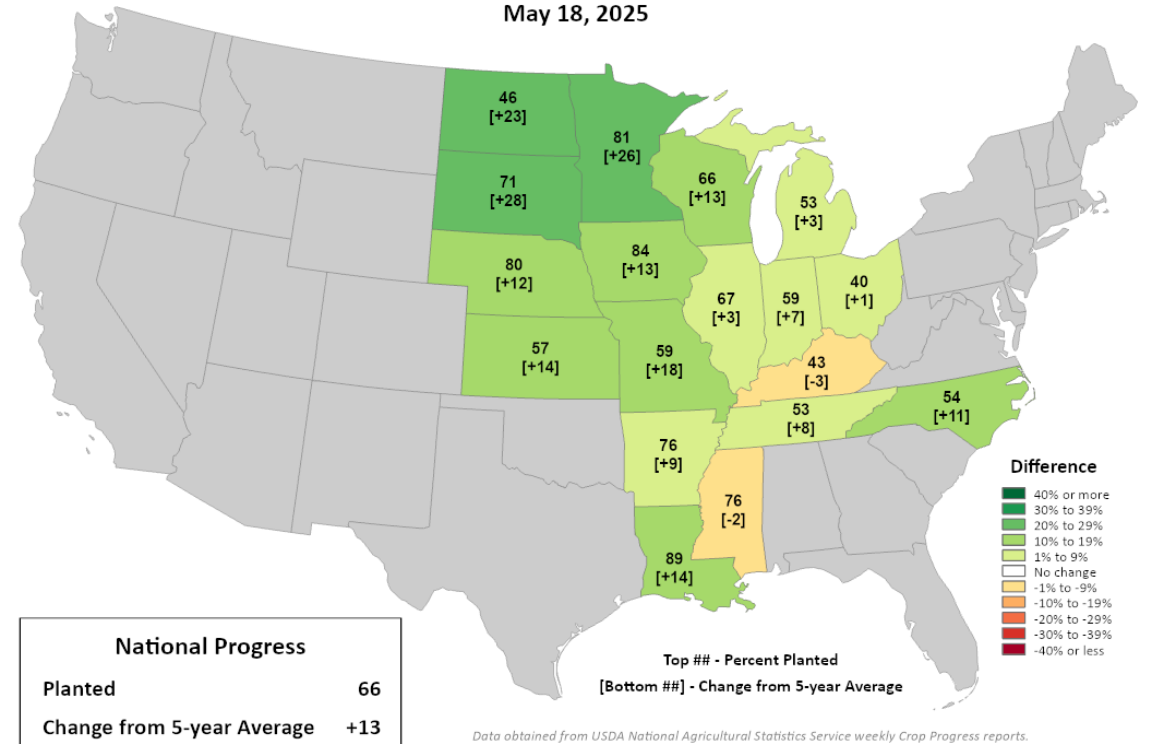 May 18, 2025
46
[+23]
81
[+26]
71
[+28]
66
[+13]
53
[+3]
80
[+12]
84
[+13]
67
[+3]
59
[+7]
40
[+1]
57
[+14]
59
[+18]
43
[-3]
53
[+8]
54
[+11]
76
[+9]
76
[-2]
89
[+14]
Difference
40% or more
30% to 39%
20% to 29%
10% to 19%
1% to 9%
No change
-1% to -9%
-10% to -19%
-20% to -29%
-30% to -39%
-40% or less
National Progress
Planted 66
Change from 5-year Average +13
Top ## - Percent Planted
[Bottom ##] - Change from 5-year Average
Data obtained from USDA National Agricultural Statistics Service weekly Crop Progress reports.